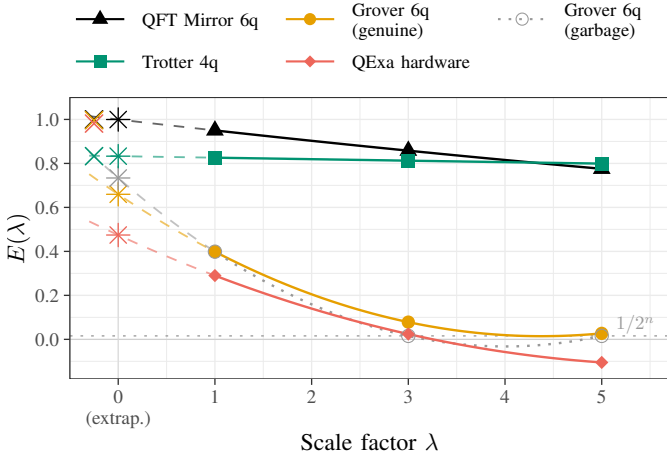 QFT Mirror 6q
Grover 6q
(genuine)
Grover 6q
(garbage)
Trotter 4q
QExa hardware
E(λ)
1.0
0.8
0.6
0.4
0.2
0.0
1/2ⁿ
0
(extrap.)
1
2
3
4
5
Scale factor λ